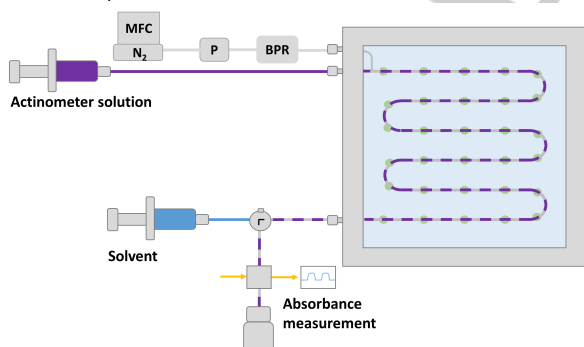 MFC
N2
P
BPR
Actinometer solution
Solvent
Absorbance
measurement